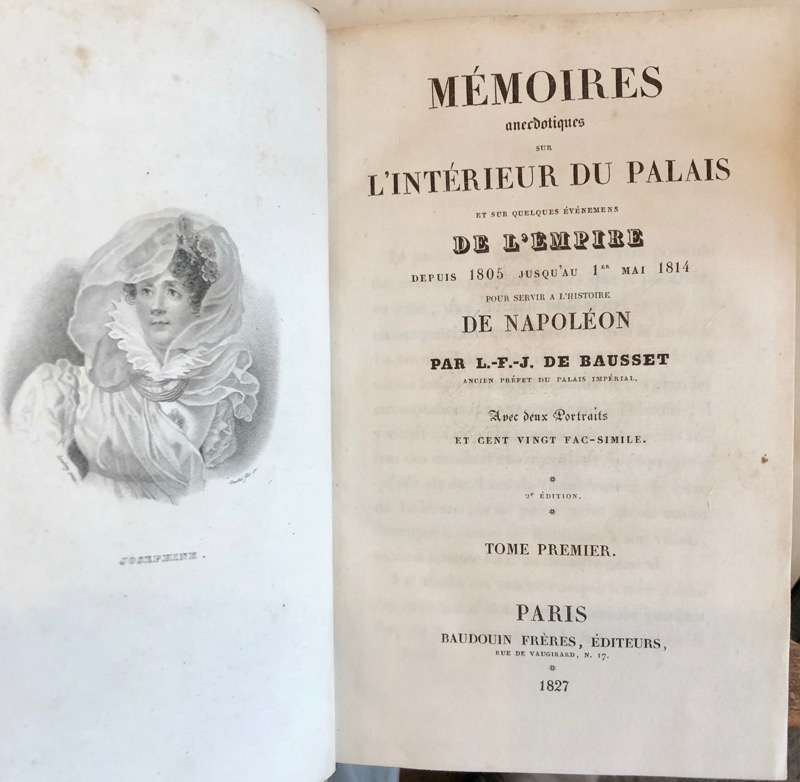 JOSEPHINE.
MÉMOIRES
anecdotiques
SUR
L'INTÉRIEUR DU PALAIS
ET SUR QUELQUES ÉVÉNEMENS
DE L'EMPIRE
DEPUIS 1805 JUSQU'AU 1ER MAI 1814
POUR SERVIR A L'HISTOIRE
DE NAPOLÉON
PAR L.-F.-J. DE BAUSSET
ANCIEN PRÉFET DU PALAIS IMPÉRIAL.
Avec deux Portraits
ET CENT VINGT FAC-SIMILE.
2E ÉDITION.
TOME PREMIER.
PARIS
BAUDOUIN FRÈRES, ÉDITEURS,
RUE DE VAUGIRARD, N. 17.
1827